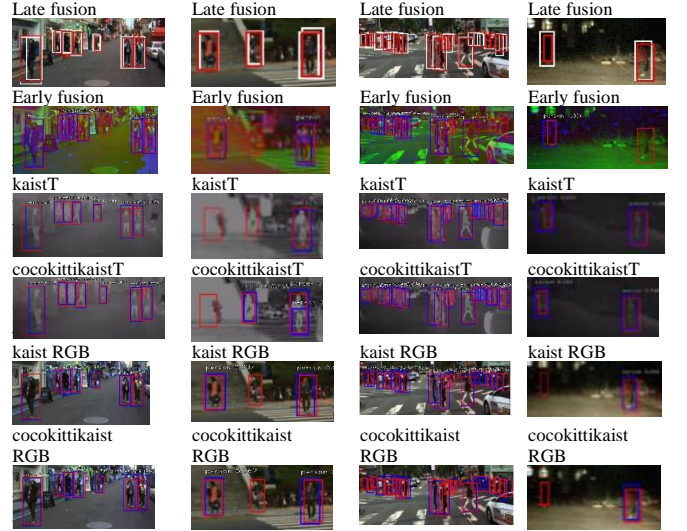 Late fusion Late fusion Late fusion Late fusion
Early fusion Early fusion Early fusion Early fusion
kaistT kaistT kaistT kaistT
cocokittikaistT cocokittikaistT cocokittikaistT cocokittikaistT
kaist RGB kaist RGB kaist RGB kaist RGB
cocokittikaist cocokittikaist cocokittikaist cocokittikaist
RGB RGB RGB RGB